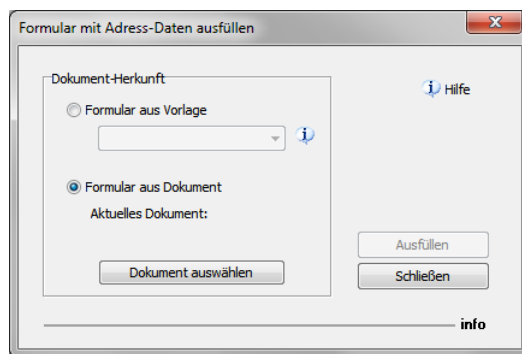 Formular mit Adress-Daten ausfüllen
Dokument-Herkunft
Formular aus Vorlage
Hilfe
Formular aus Dokument
Aktuelles Dokument:
Ausfüllen
Dokument auswählen
Schließen
info